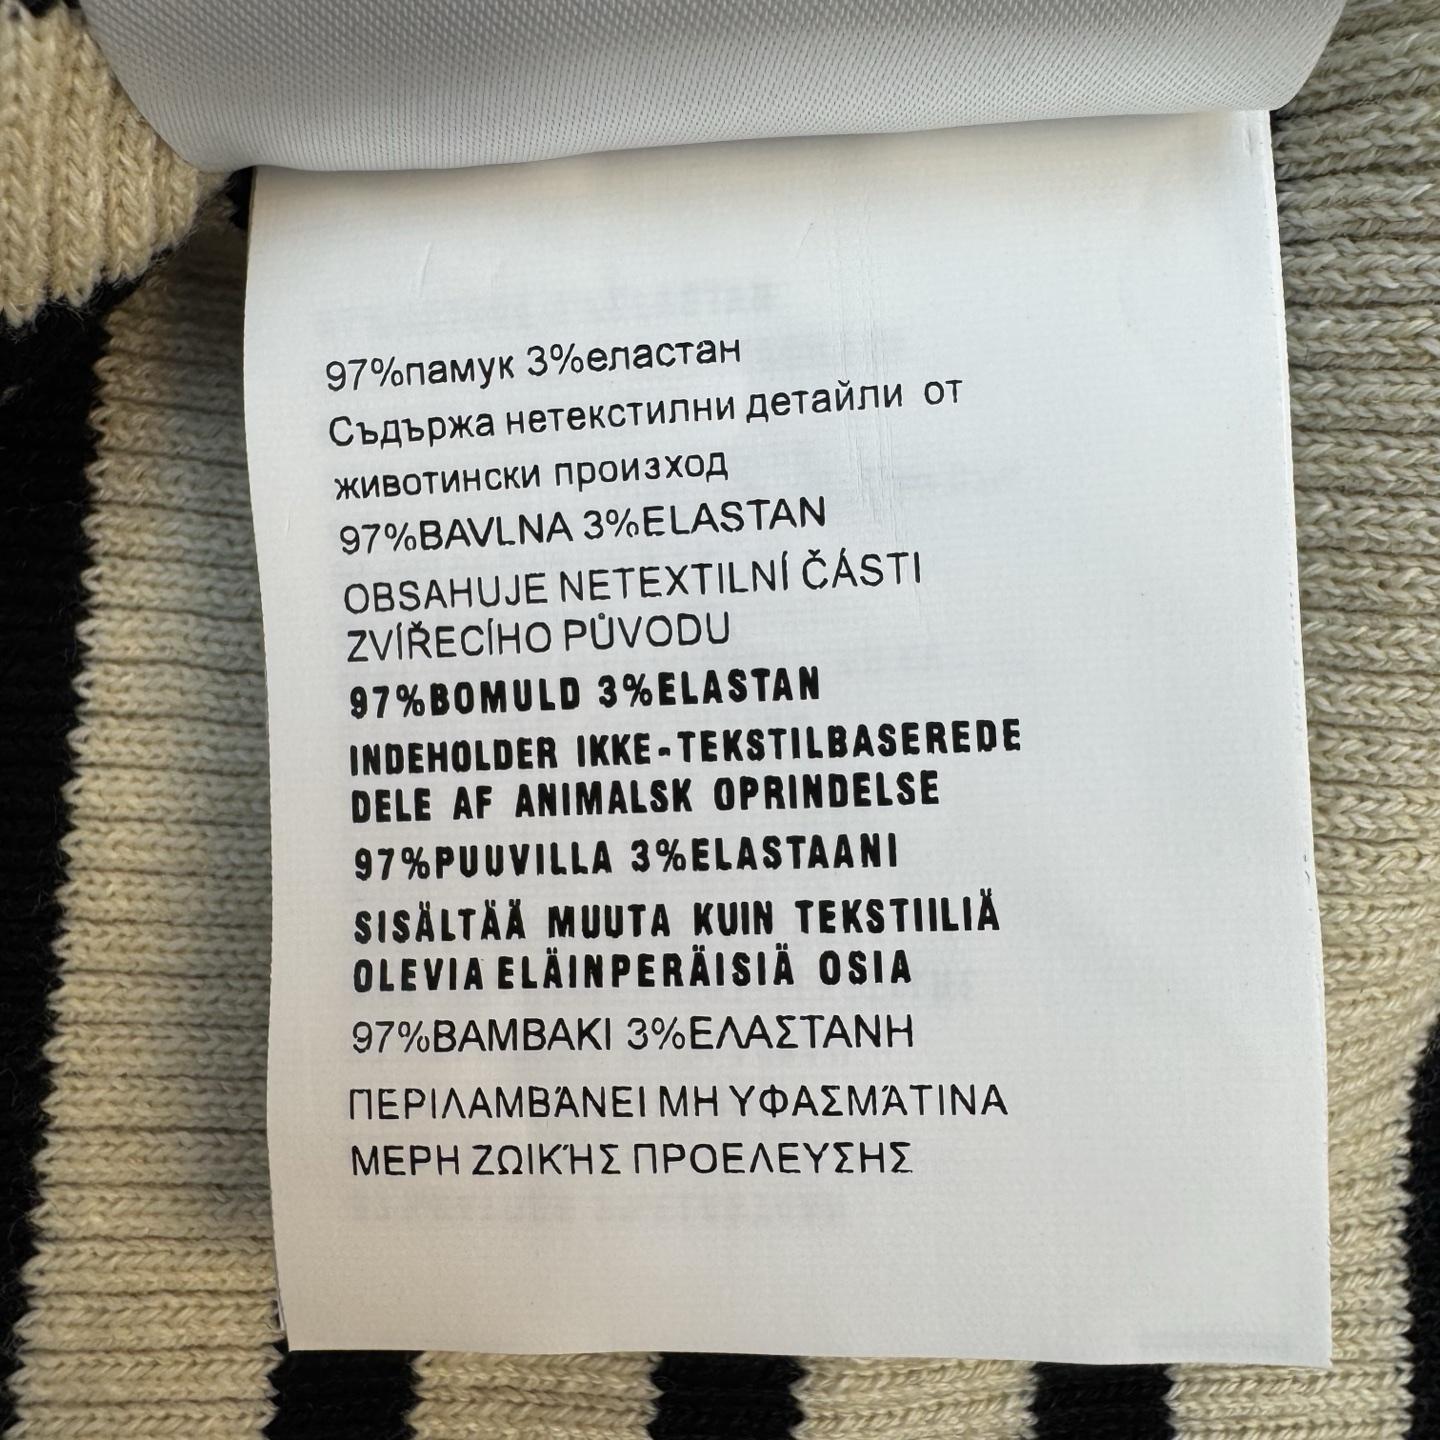 97%памук 3%еластан
Съдържа нетекстилни детайли от
животински произход
97%BAVLNA 3%ELASTAN
OBSAHUJE NETEXTILNÍ ČÁSTI
ZVÍŘECÍHO PŮVODU
97%BOMULD 3%ELASTAN
INDEHOLDER IKKE-TEKSTILBASEREDE
DELE AF ANIMALSK OPRINDELSE
97%PUUVILLA 3%ELASTAANI
SISÄLTÄÄ MUUTA KUIN TEKSTIILIÄ
OLEVIA ELÄINPERÄISIÄ OSIA
97%ΒΑΜΒΑΚΙ 3%ΕΛΑΣΤΑΝΗ
ΠΕΡΙΛΑΜΒΆΝΕΙ ΜΗ ΥΦΑΣΜΆΤΙΝΑ
ΜΕΡΗ ΖΩΙΚΉΣ ΠΡΟΕΛΕΥΣΗΣ